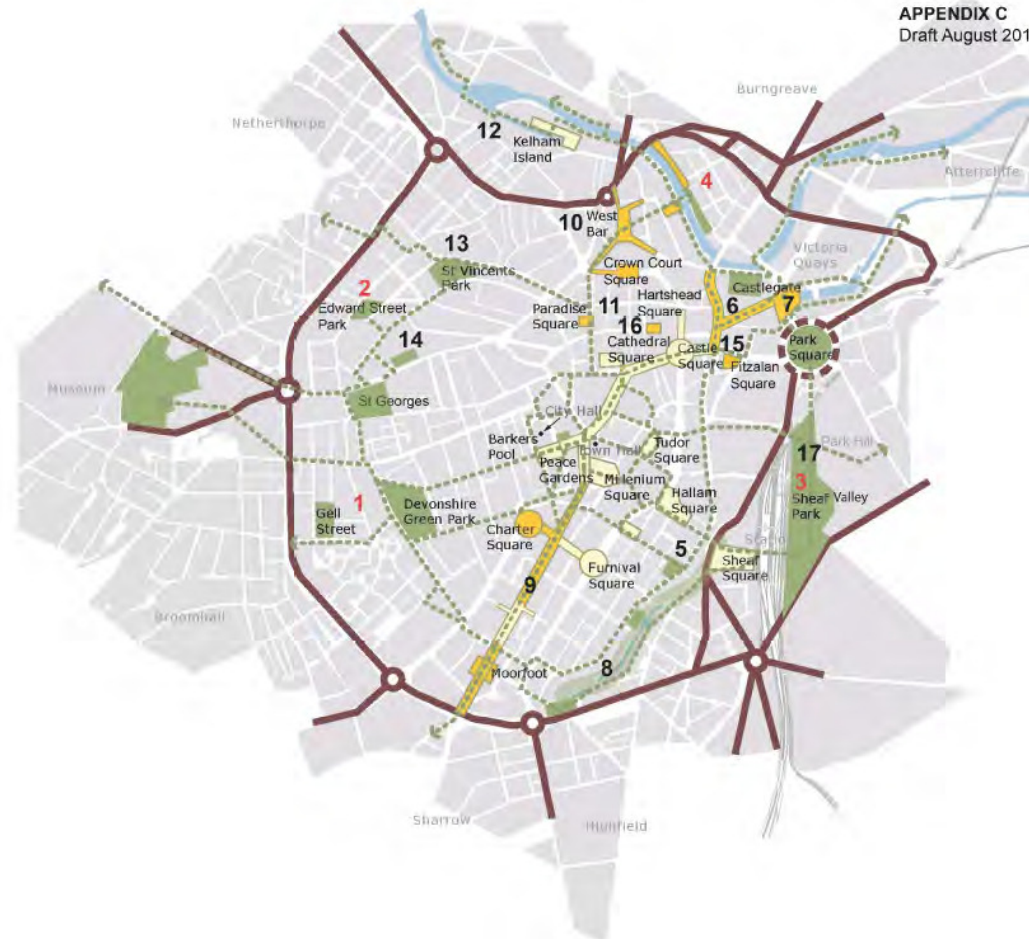 APPENDIX C
Draft August 201
Burngreave
Netherthorpe
12
Kelham
Island
Attercliffe
4
10
West
Bar
13
Victoria
Quays
St Vincents
Park
Crown Court
Square
2
Edward Street
Park
Paradise
Square
11
Hartshead
Square
6
Castlegate
7
16
Cathedral
Square
14
Castle
Square
15
Fitzalan
Square
Park
Square
Museum
St Georges
City Hall
Barkers
Pool
Town Hall
Tudor
Square
Park Hill
17
Peace
Gardens
Millenium
Square
3
Sheaf Valley
Park
1
Gell
Street
Devonshire
Green Park
Hallam
Square
Charter
Square
5
Furnival
Square
Sheaf
Square
9
Broomhall
8
Moorfoot
Sharrow